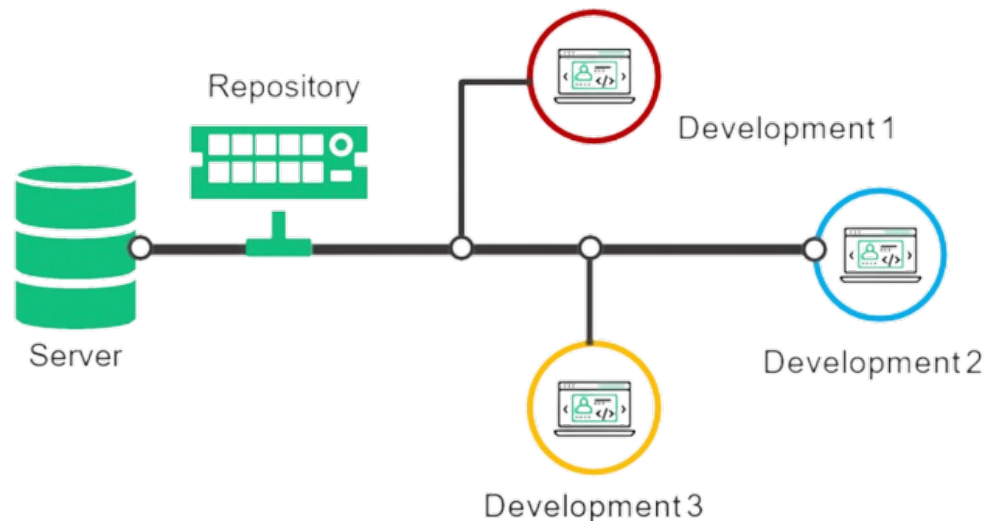 Repository
Development 1
Server
Development 2
Development 3